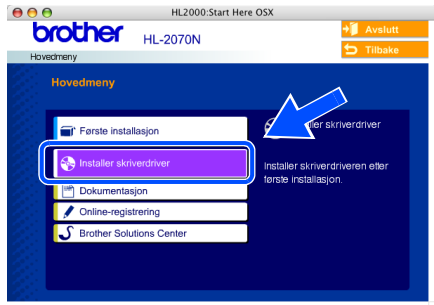 HL2000:Start Here OSX
brother HL-2070N
Avslutt
Tilbake
Hovedmeny
Hovedmeny
Første installasjon
Installer skriverdriver
Dokumentasjon
Online-registrering
Brother Solutions Center
skriverdriver
Installer skriverdriveren etter
første installasjon.